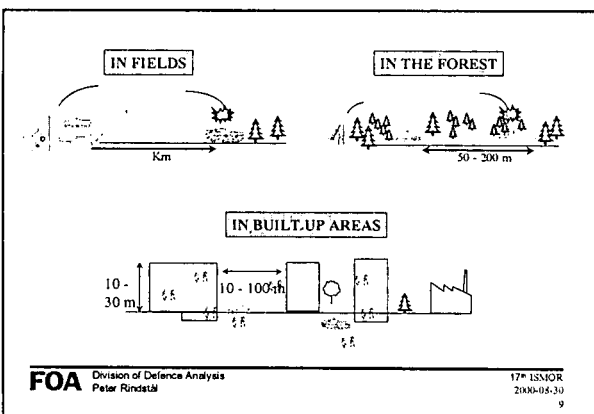 IN FIELDS
IN THE FOREST
Km
50 - 200 m
IN BUILT-UP AREAS
10 -
30 m
10 - 100 m
FOA Division of Defence Analysis
Peter Rindstål
17th ISMOR
2000-08-30
9